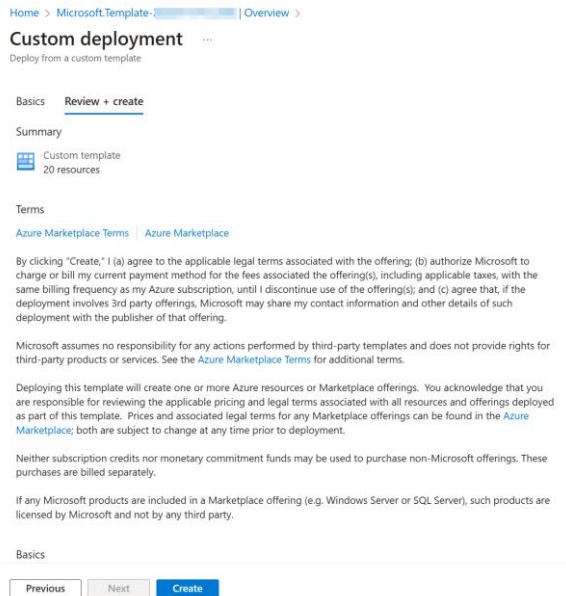 Home > Microsoft.Template- | Overview >
Custom deployment ...
Deploy from a custom template
Basics Review + create
Summary
Custom template
20 resources
Terms
Azure Marketplace Terms | Azure Marketplace
By clicking "Create," I (a) agree to the applicable legal terms associated with the offering; (b) authorize Microsoft to
charge or bill my current payment method for the fees associated the offering(s), including applicable taxes, with the
same billing frequency as my Azure subscription, until I discontinue use of the offering(s); and (c) agree that, if the
deployment involves 3rd party offerings, Microsoft may share my contact information and other details of such
deployment with the publisher of that offering.
Microsoft assumes no responsibility for any actions performed by third-party templates and does not provide rights for
third-party products or services. See the Azure Marketplace Terms for additional terms.
Deploying this template will create one or more Azure resources or Marketplace offerings. You acknowledge that you
are responsible for reviewing the applicable pricing and legal terms associated with all resources and offerings deployed
as part of this template. Prices and associated legal terms for any Marketplace offerings can be found in the Azure
Marketplace; both are subject to change at any time prior to deployment.
Neither subscription credits nor monetary commitment funds may be used to purchase non-Microsoft offerings. These
purchases are billed separately.
If any Microsoft products are included in a Marketplace offering (e.g. Windows Server or SQL Server), such products are
licensed by Microsoft and not by any third party.
Basics
Previous Next Create